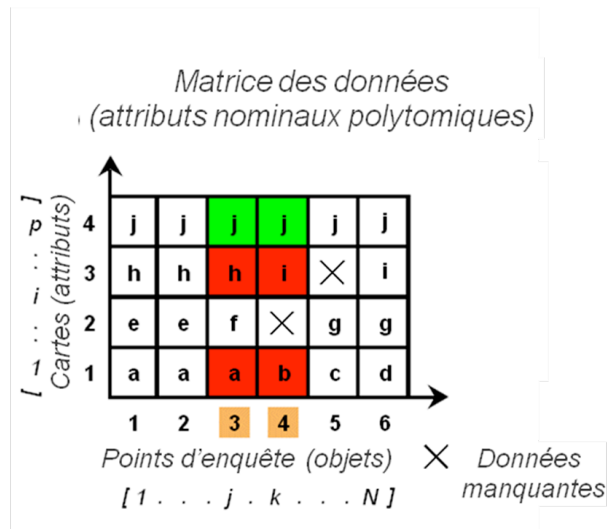 Matrice des données
(attributs nominaux polytomiques)
[ 1 . . i . . p ]
Cartes (attributs)
4 j j j j j j
3 h h h i × i
2 e e f × g g
1 a a a b c d
1 2 3 4 5 6
Points d'enquête (objets)
[ 1 . . . j . k . . . N ]
× Données
manquantes